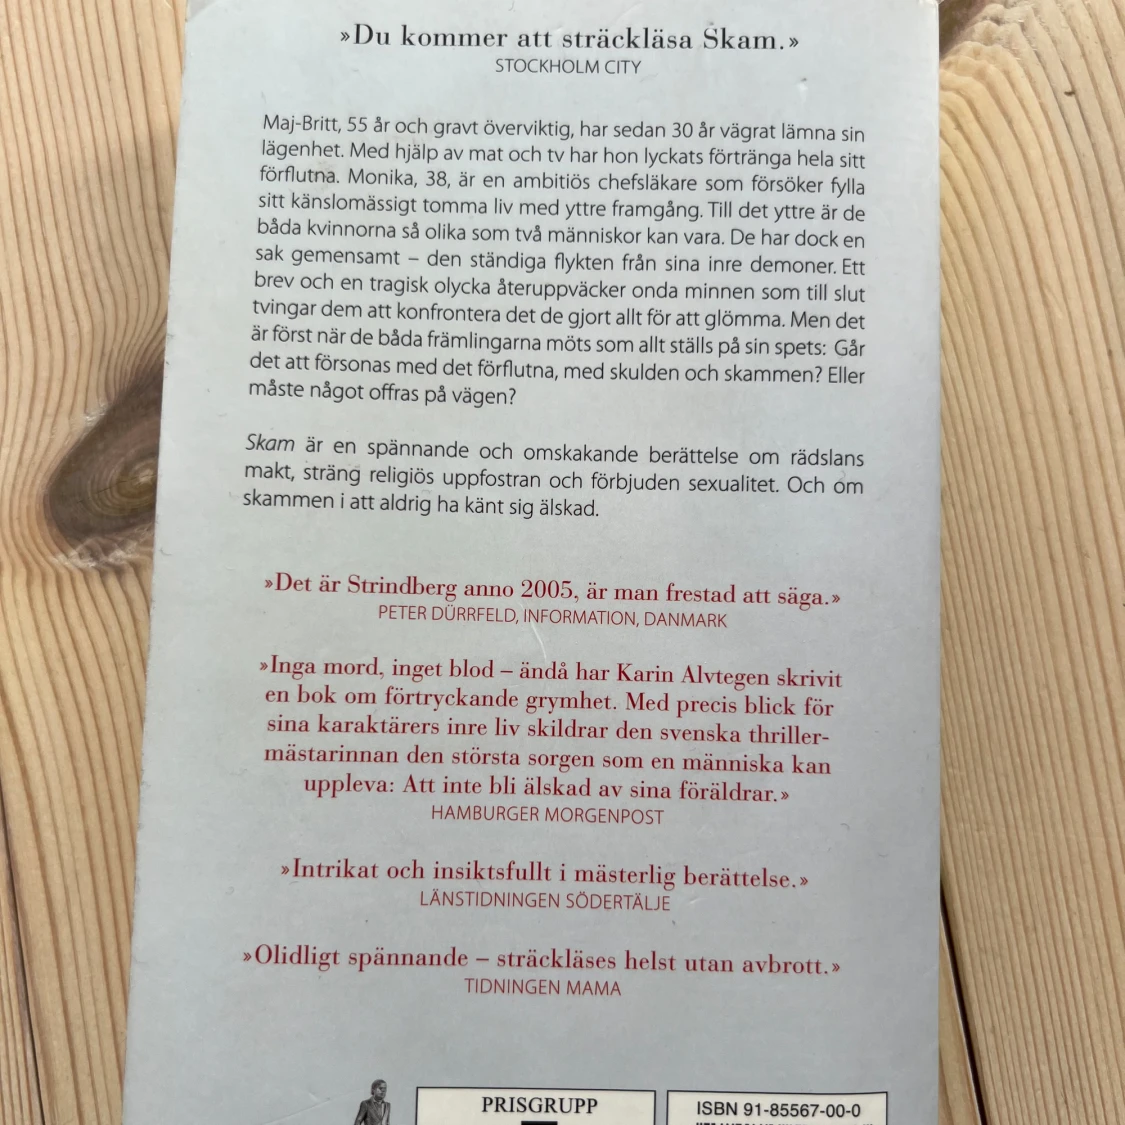 »Du kommer att sträckläsa Skam.»
STOCKHOLM CITY
Maj-Britt, 55 år och gravt överviktig, har sedan 30 år vägrat lämna sin
lägenhet. Med hjälp av mat och tv har hon lyckats förtränga hela sitt
förflutna. Monika, 38, är en ambitiös chefsläkare som försöker fylla
sitt känslomässigt tomma liv med yttre framgång. Till det yttre är de
båda kvinnorna så olika som två människor kan vara. De har dock en
sak gemensamt – den ständiga flykten från sina inre demoner. Ett
brev och en tragisk olycka återuppväcker onda minnen som till slut
tvingar dem att konfrontera det de gjort allt för att glömma. Men det
är först när de båda främlingarna möts som allt ställs på sin spets: Går
det att försonas med det förflutna, med skulden och skammen? Eller
måste något offras på vägen?
Skam är en spännande och omskakande berättelse om rädslans
makt, sträng religiös uppfostran och förbjuden sexualitet. Och om
skammen i att aldrig ha känt sig älskad.
»Det är Strindberg anno 2005, är man frestad att säga.»
PETER DÜRRFELD, INFORMATION, DANMARK
»Inga mord, inget blod – ändå har Karin Alvtegen skrivit
en bok om förtryckande grymhet. Med precis blick för
sina karaktärers inre liv skildrar den svenska thriller-
mästarinnan den största sorgen som en människa kan
uppleva: Att inte bli älskad av sina föräldrar.»
HAMBURGER MORGENPOST
»Intrikat och insiktsfullt i mästerlig berättelse.»
LÄNSTIDNINGEN SÖDERTÄLJE
»Olidligt spännande – sträckläses helst utan avbrott.»
TIDNINGEN MAMA
PRISGRUPP
ISBN 91-85567-00-0